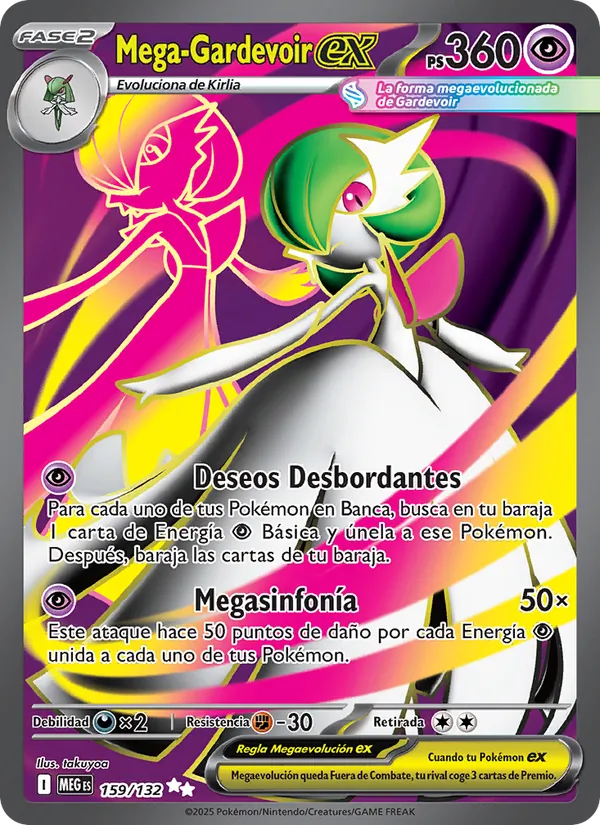 FASE 2 Mega-Gardevoir ex PS 360
Evoluciona de Kirlia
La forma megaevolucionada
de Gardevoir
Deseos Desbordantes
Para cada uno de tus Pokémon en Banca, busca en tu baraja
1 carta de Energía Básica y únela a ese Pokémon.
Después, baraja las cartas de tu baraja.
Megasinfonía 50×
Este ataque hace 50 puntos de daño por cada Energía
unida a cada uno de tus Pokémon.
Debilidad ×2 Resistencia -30 Retirada
Regla Megaevolución ex Cuando tu Pokémon ex
Megaevolución queda Fuera de Combate, tu rival coge 3 cartas de Premio.
Ilus. takuyoa
I MEG ES 159/132
©2025 Pokémon/Nintendo/Creatures/GAME FREAK